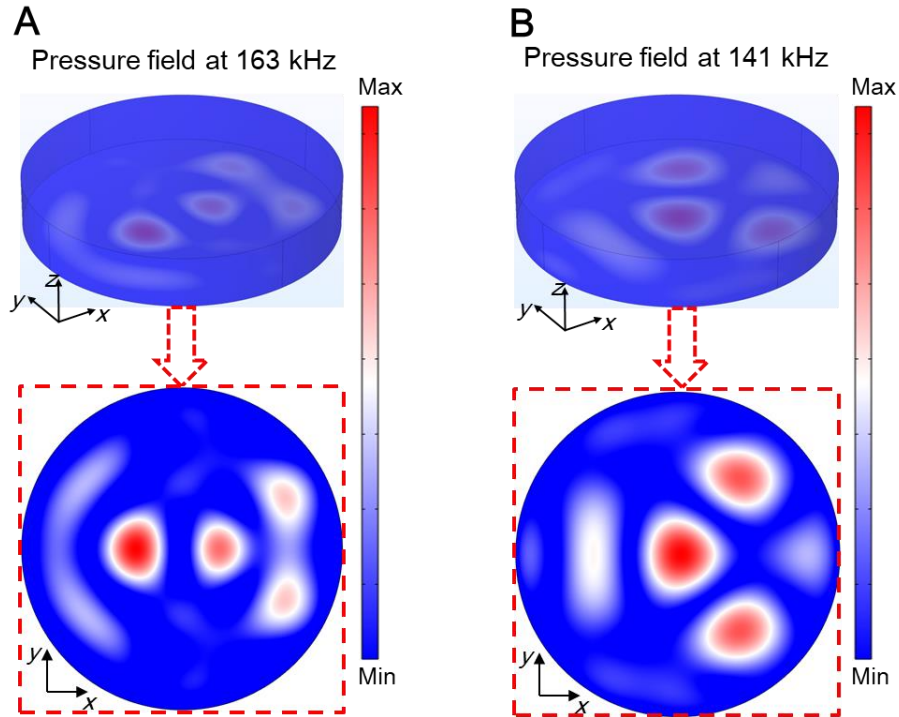 A
Pressure field at 163 kHz
Max
z
y
x
y
x
Min
B
Pressure field at 141 kHz
Max
z
y
x
y
x
Min